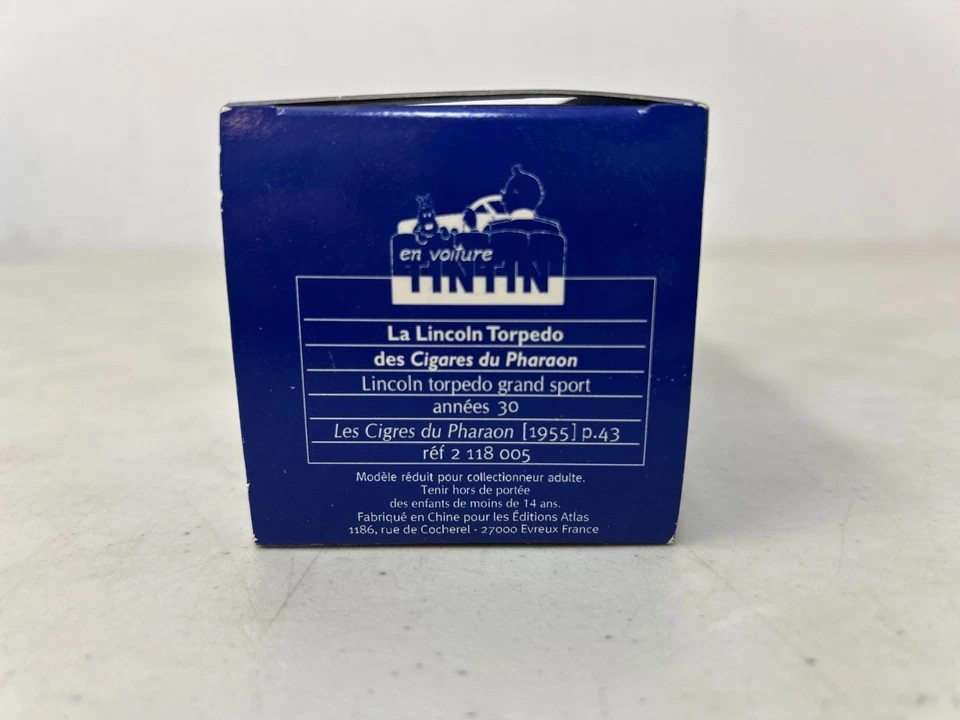 en voiture
TINTIN
La Lincoln Torpedo
des Cigares du Pharaon
Lincoln torpedo grand sport
années 30
Les Cigres du Pharaon [1955] p.43
réf 2 118 005
Modèle réduit pour collectionneur adulte.
Tenir hors de portée
des enfants de moins de 14 ans.
Fabriqué en Chine pour les Éditions Atlas
1186, rue de Cocherel - 27000 Evreux France